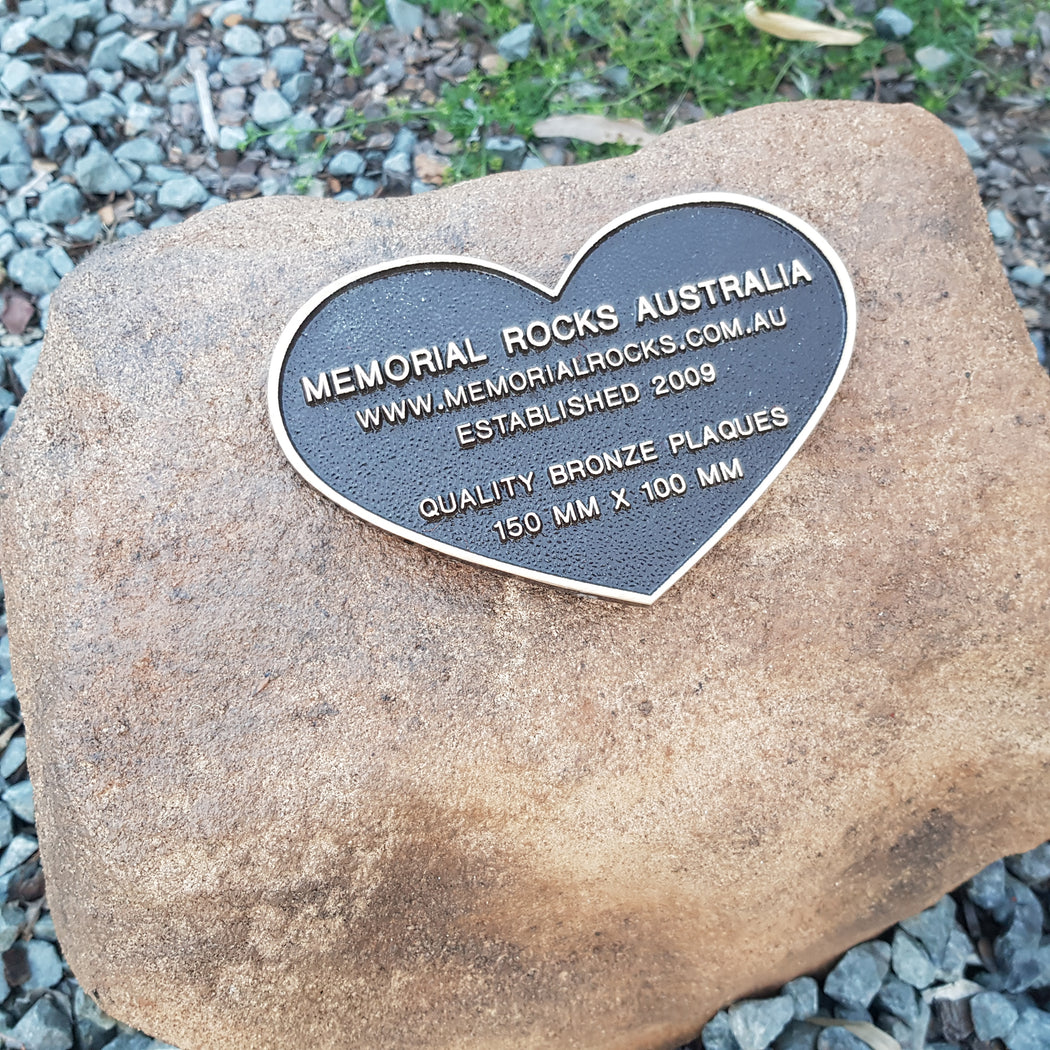 MEMORIAL ROCKS AUSTRALIA
WWW.MEMORIALROCKS.COM.AU
ESTABLISHED 2009
QUALITY BRONZE PLAQUES
150 MM X 100 MM